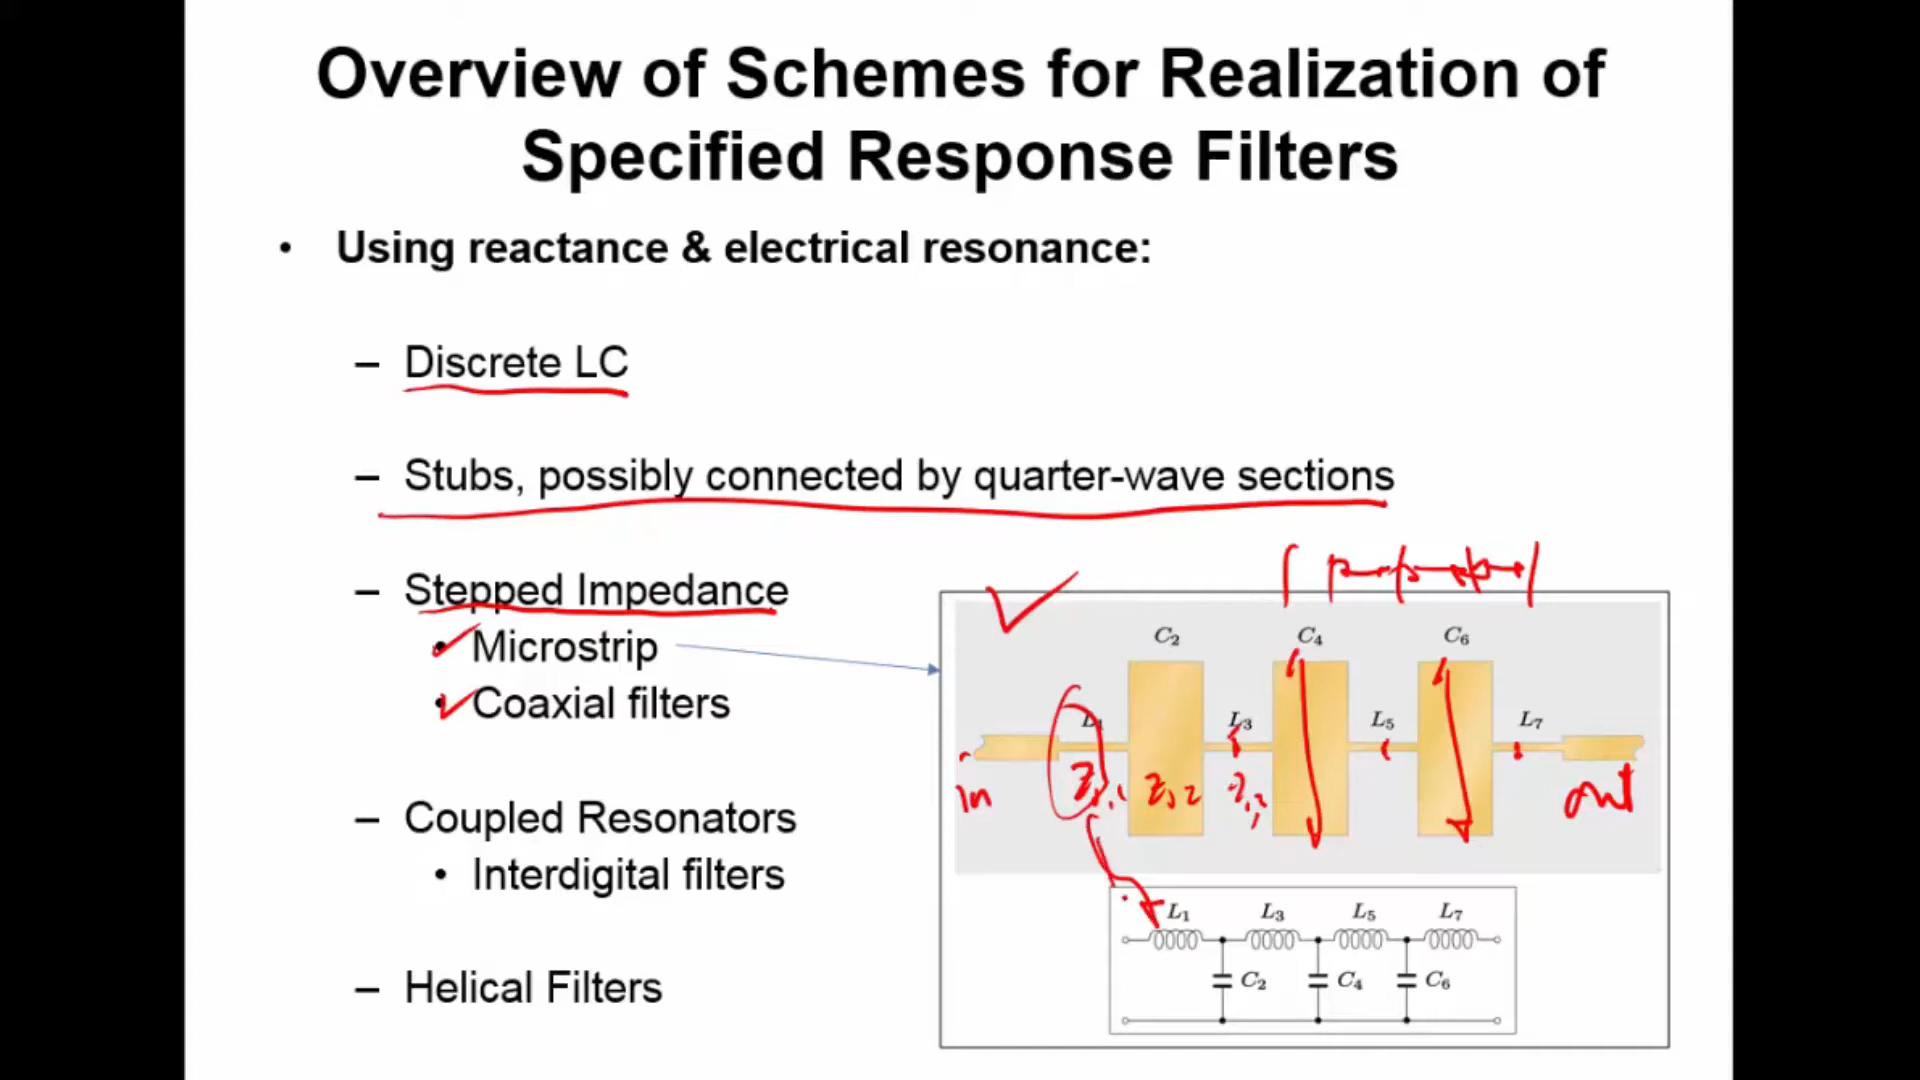 Overview of Schemes for Realization of
Specified Response Filters
• Using reactance & electrical resonance:
– Discrete LC
– Stubs, possibly connected by quarter-wave sections
– Stepped Impedance
• Microstrip
• Coaxial filters
– Coupled Resonators
• Interdigital filters
– Helical Filters
C2 C4 C6
L1 L3 L5 L7
in out
L1 L3 L5 L7
C2 C4 C6